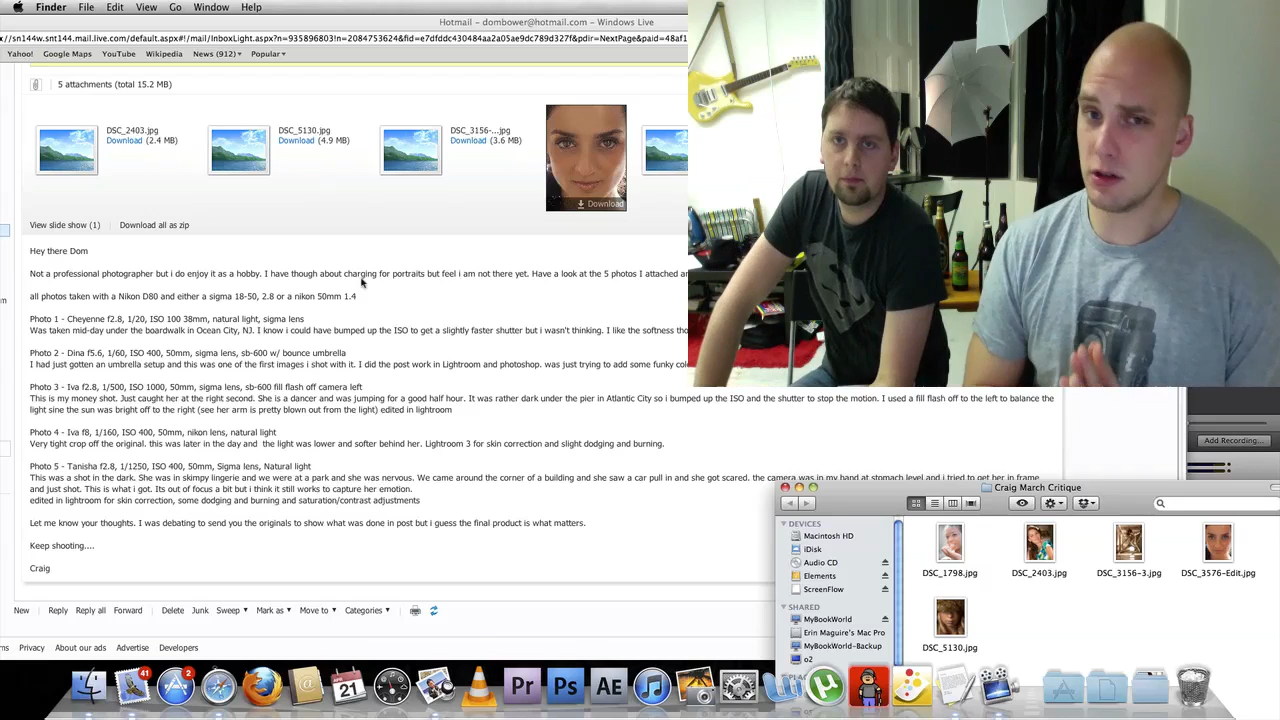 Finder File Edit View Go Window Help
Hotmail - dombower@hotmail.com - Windows Live
://sn144w.snt144.mail.live.com/default.aspx#!/mail/InboxLight.aspx?n=935896803!n=2084753624&fid=e7dfddc430484aa2a05ae9dc789d327f&pdir=NextPage&paid=48af1
Yahoo! Google Maps YouTube Wikipedia News (912) Popular
5 attachments (total 15.2 MB)
DSC_2403.jpg DSC_5130.jpg DSC_3156-...jpg
Download (2.4 MB) Download (4.9 MB) Download (3.6 MB)
Download
View slide show (1) Download all as zip
Hey there Dom
Not a professional photographer but i do enjoy it as a hobby. I have though about charging for portraits but feel i am not there yet. Have a look at the 5 photos I attached
all photos taken with a Nikon D80 and either a sigma 18-50, 2.8 or a nikon 50mm 1.4
Photo 1 - Cheyenne f2.8, 1/20, ISO 100 38mm, natural light, sigma lens
Was taken mid-day under the boardwalk in Ocean City, NJ. I know i could have bumped up the ISO to get a slightly faster shutter but i wasn't thinking. I like the softness
Photo 2 - Dina f5.6, 1/60, ISO 400, 50mm, sigma lens, sb-600 w/ bounce umbrella
I had just gotten an umbrella setup and this was one of the first images i shot with it. I did the post work in Lightroom and photoshop. was just trying to add some funky
Photo 3 - Iva f2.8, 1/500, ISO 1000, 50mm, sigma lens, sb-600 fill flash off camera left
This is my money shot. Just caught her at the right second. She is a dancer and was jumping for a good half hour. It was rather dark under the pier in Atlantic City so i bumped up the ISO and the shutter to stop the motion. I used a fill flash off to the left to balance the
light sine the sun was bright off to the right (see her arm is pretty blown out from the light) edited in lightroom
Photo 4 - Iva f8, 1/160, ISO 400, 50mm, nikon lens, natural light
Very tight crop off the original. this was later in the day and the light was lower and softer behind her. Lightroom 3 for skin correction and slight dodging and burning.
Photo 5 - Tanisha f2.8, 1/1250, ISO 400, 50mm, Sigma lens, Natural light
This was a shot in the dark. She was in skimpy lingerie and we were at a park and she was nervous. We came around the corner of a building and she saw a car pull in and she got scared. the camera was in my hand at stomach level and i tried to get her in frame
and just shot. This is what i got. Its out of focus a bit but i think it still works to capture her emotion.
edited in lightroom for skin correction, some dodging and burning and saturation/contrast adjustments
Let me know your thoughts. I was debating to send you the originals to show what was done in post but i guess the final product is what matters.
Keep shooting....
Craig
New Reply Reply all Forward Delete Junk Sweep Mark as Move to Categories
Privacy About our ads Advertise Developers
Add Recording...
Craig March Critique
DEVICES
Macintosh HD
iDisk
Audio CD
Elements
ScreenFlow
SHARED
MyBookWorld
Erin Maguire's Mac Pro
MyBookWorld-Backup
o2
DSC_1798.jpg DSC_2403.jpg DSC_3156-3.jpg DSC_3576-Edit.jpg
DSC_5130.jpg
41 2 APR 21 Pr Ps AE